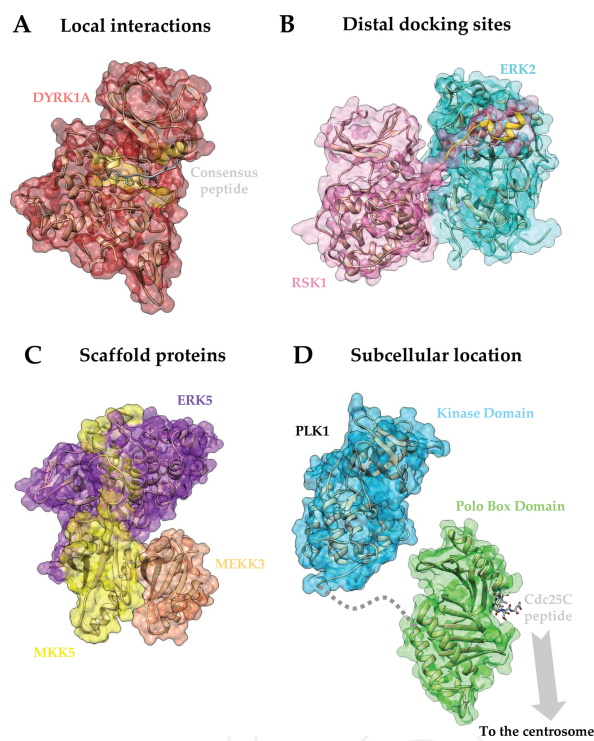 A Local interactions
DYRK1A
Consensus
peptide
B Distal docking sites
ERK2
RSK1
C Scaffold proteins
ERK5
MEKK3
MKK5
D Subcellular location
Kinase Domain
PLK1
Polo Box Domain
Cdc25C
peptide
To the centrosome